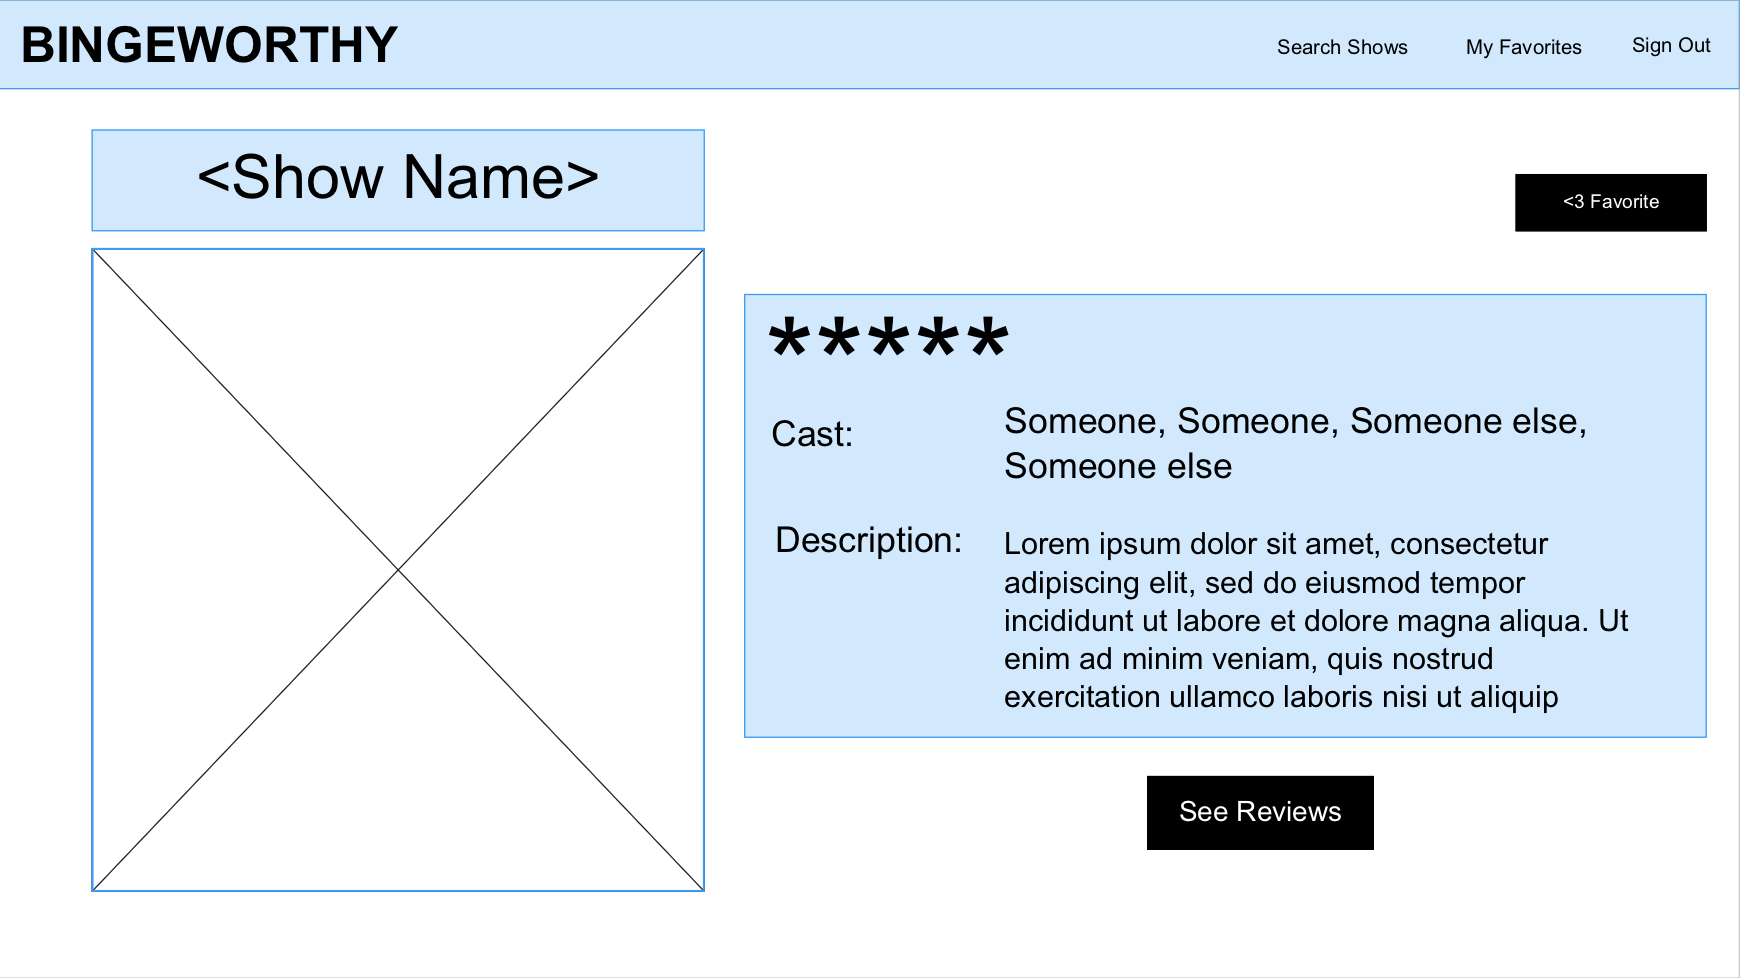 BINGEWORTHY
Search Shows
My Favorites
Sign Out
<Show Name>
<3 Favorite
*****
Cast:
Someone, Someone, Someone else,
Someone else
Description:
Lorem ipsum dolor sit amet, consectetur
adipiscing elit, sed do eiusmod tempor
incididunt ut labore et dolore magna aliqua. Ut
enim ad minim veniam, quis nostrud
exercitation ullamco laboris nisi ut aliquip
See Reviews